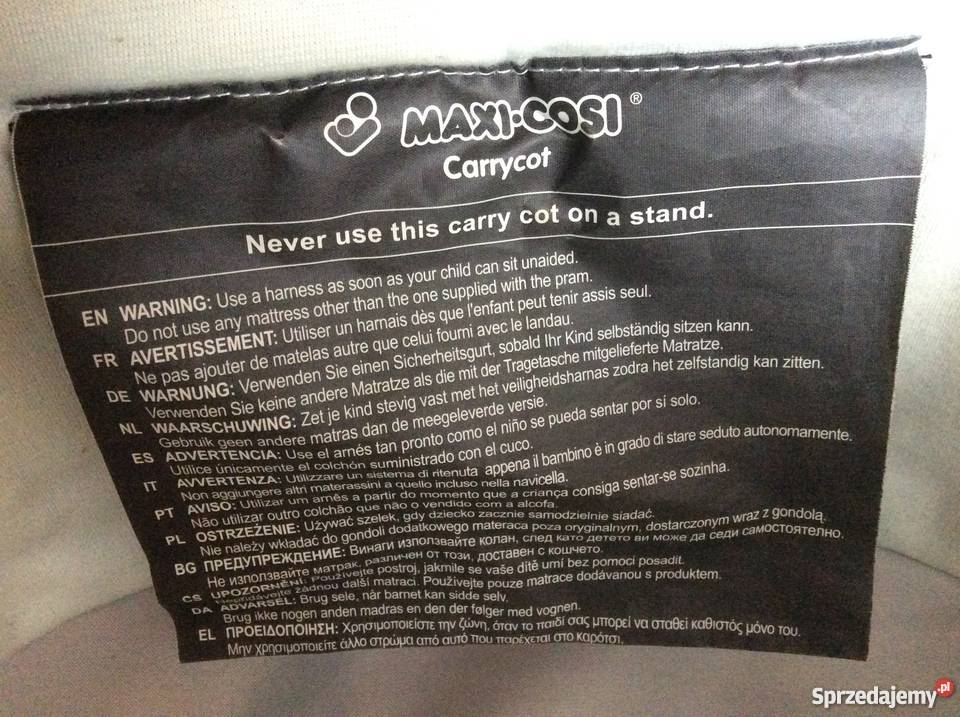 MAXI·COSI®
Carrycot
Never use this carry cot on a stand.
EN WARNING: Use a harness as soon as your child can sit unaided.
Do not use any mattress other than the one supplied with the pram.
FR AVERTISSEMENT: Utiliser un harnais dès que l'enfant peut tenir assis seul.
Ne pas ajouter de matelas autre que celui fourni avec le landau.
DE WARNUNG: Verwenden Sie einen Sicherheitsgurt, sobald Ihr Kind selbständig sitzen kann.
Verwenden Sie keine andere Matratze als die mit der Tragetasche mitgelieferte Matratze.
NL WAARSCHUWING: Zet je kind stevig vast met het veiligheidsharnas zodra het zelfstandig kan zitten.
Gebruik geen andere matras dan de meegeleverde versie.
ES ADVERTENCIA: Use el arnés tan pronto como el niño se pueda sentar por sí solo.
Utilice únicamente el colchón suministrado con el cuco.
IT AVVERTENZA: Utilizzare un sistema di ritenuta appena il bambino è in grado di stare seduto autonomamente.
Non aggiungere altri materassini a quello incluso nella navicella.
PT AVISO: Utilizar um arnês a partir do momento que a criança consiga sentar-se sozinha.
Não utilizar outro colchão que não o vendido com a alcofa.
PL OSTRZEŻENIE: Używać szelek, gdy dziecko zacznie samodzielnie siadać.
Nie należy wkładać do gondoli dodatkowego materaca poza oryginalnym, dostarczonym wraz z gondolą.
BG ПРЕДУПРЕЖДЕНИЕ: Винаги използвайте колан, след като детето ви може да седи самостоятелно.
Не използвайте матрак, различен от този, доставен с кошчето.
CS UPOZORNĚNÍ: Používejte postroj, jakmile se vaše dítě umí bez pomoci posadit.
Nepřidávejte žádnou další matraci. Používejte pouze matrace dodávanou s produktem.
DA ADVARSEL: Brug sele, når barnet kan sidde selv.
Brug ikke nogen anden madras en den der følger med vognen.
EL ΠΡΟΕΙΔΟΠΟΙΗΣΗ: Χρησιμοποιείστε την ζώνη, όταν το παιδί σας μπορεί να σταθεί καθιστός μόνο του.
Μην χρησιμοποιείτε άλλο στρώμα από αυτό που παρέχεται στο καρότσι.
Sprzedajemy.pl